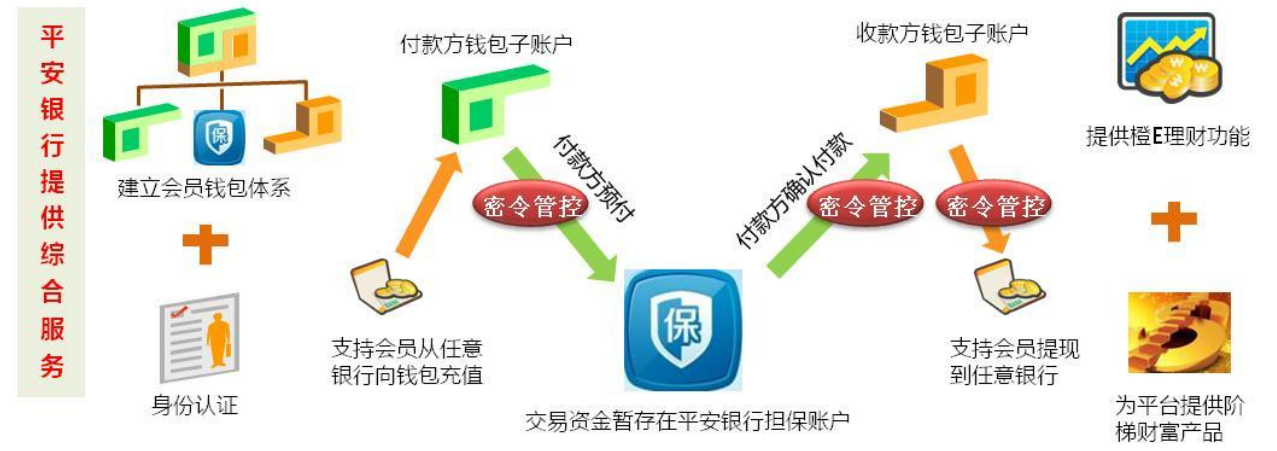 平安银行提供综合服务
保
建立会员钱包体系
身份认证
付款方钱包子账户
付款方预付
密令管控
支持会员从任意
银行向钱包充值
保
交易资金暂存在平安银行担保账户
收款方钱包子账户
付款方确认付款
密令管控
密令管控
支持会员提现
到任意银行
提供橙E理财功能
为平台提供阶
梯财富产品